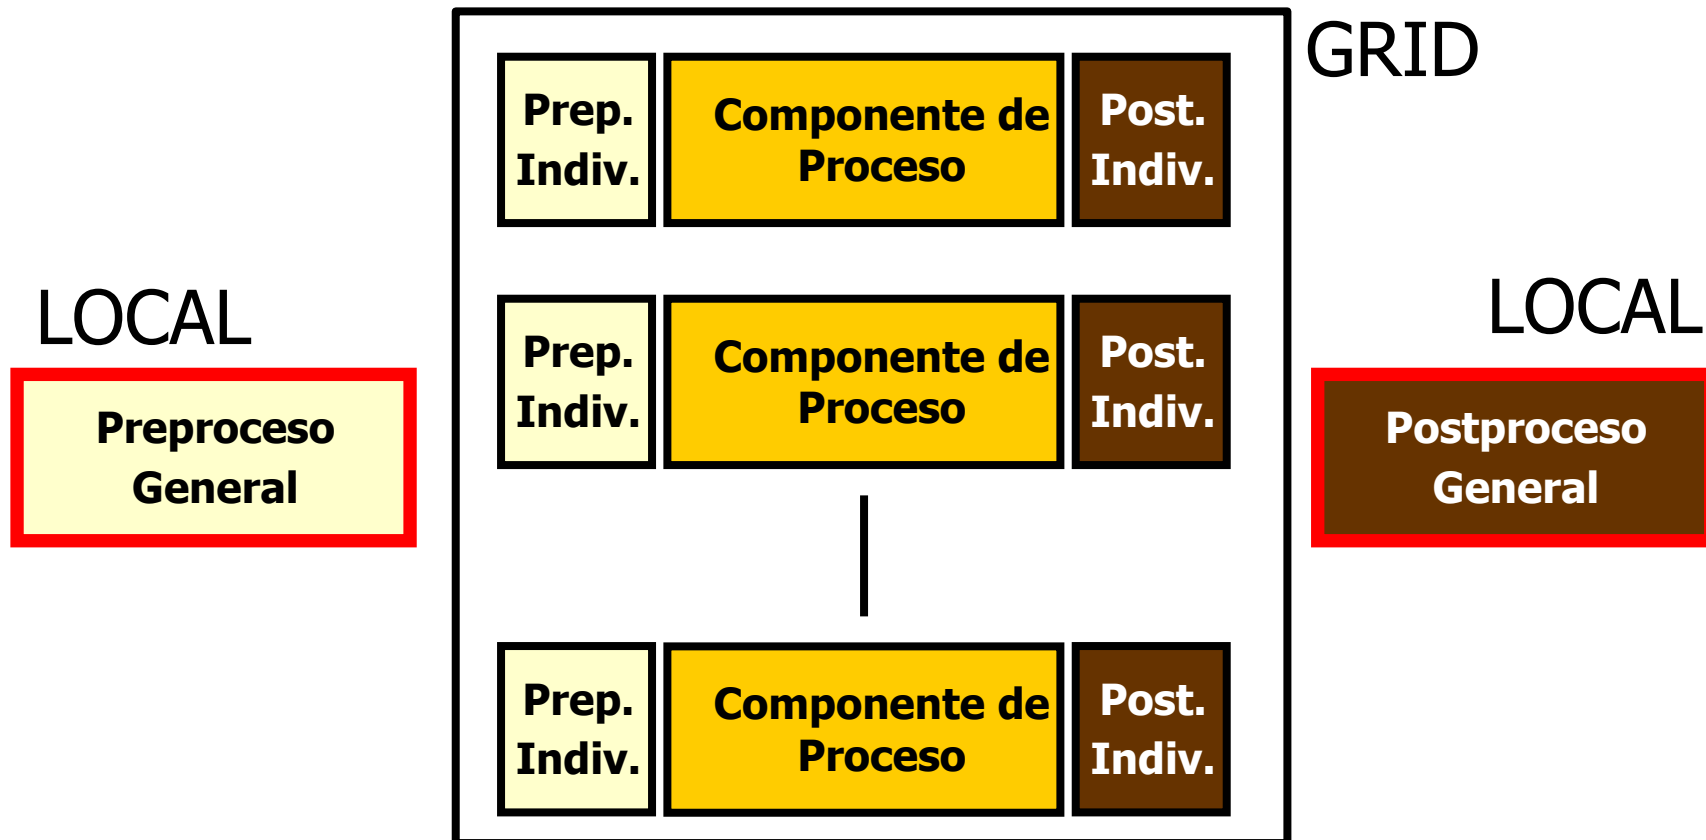 GRID
Prep.
Indiv.
Componente de
Proceso
Post.
Indiv.
LOCAL
Preproceso
General
Prep.
Indiv.
Componente de
Proceso
Post.
Indiv.
LOCAL
Postproceso
General
Prep.
Indiv.
Componente de
Proceso
Post.
Indiv.